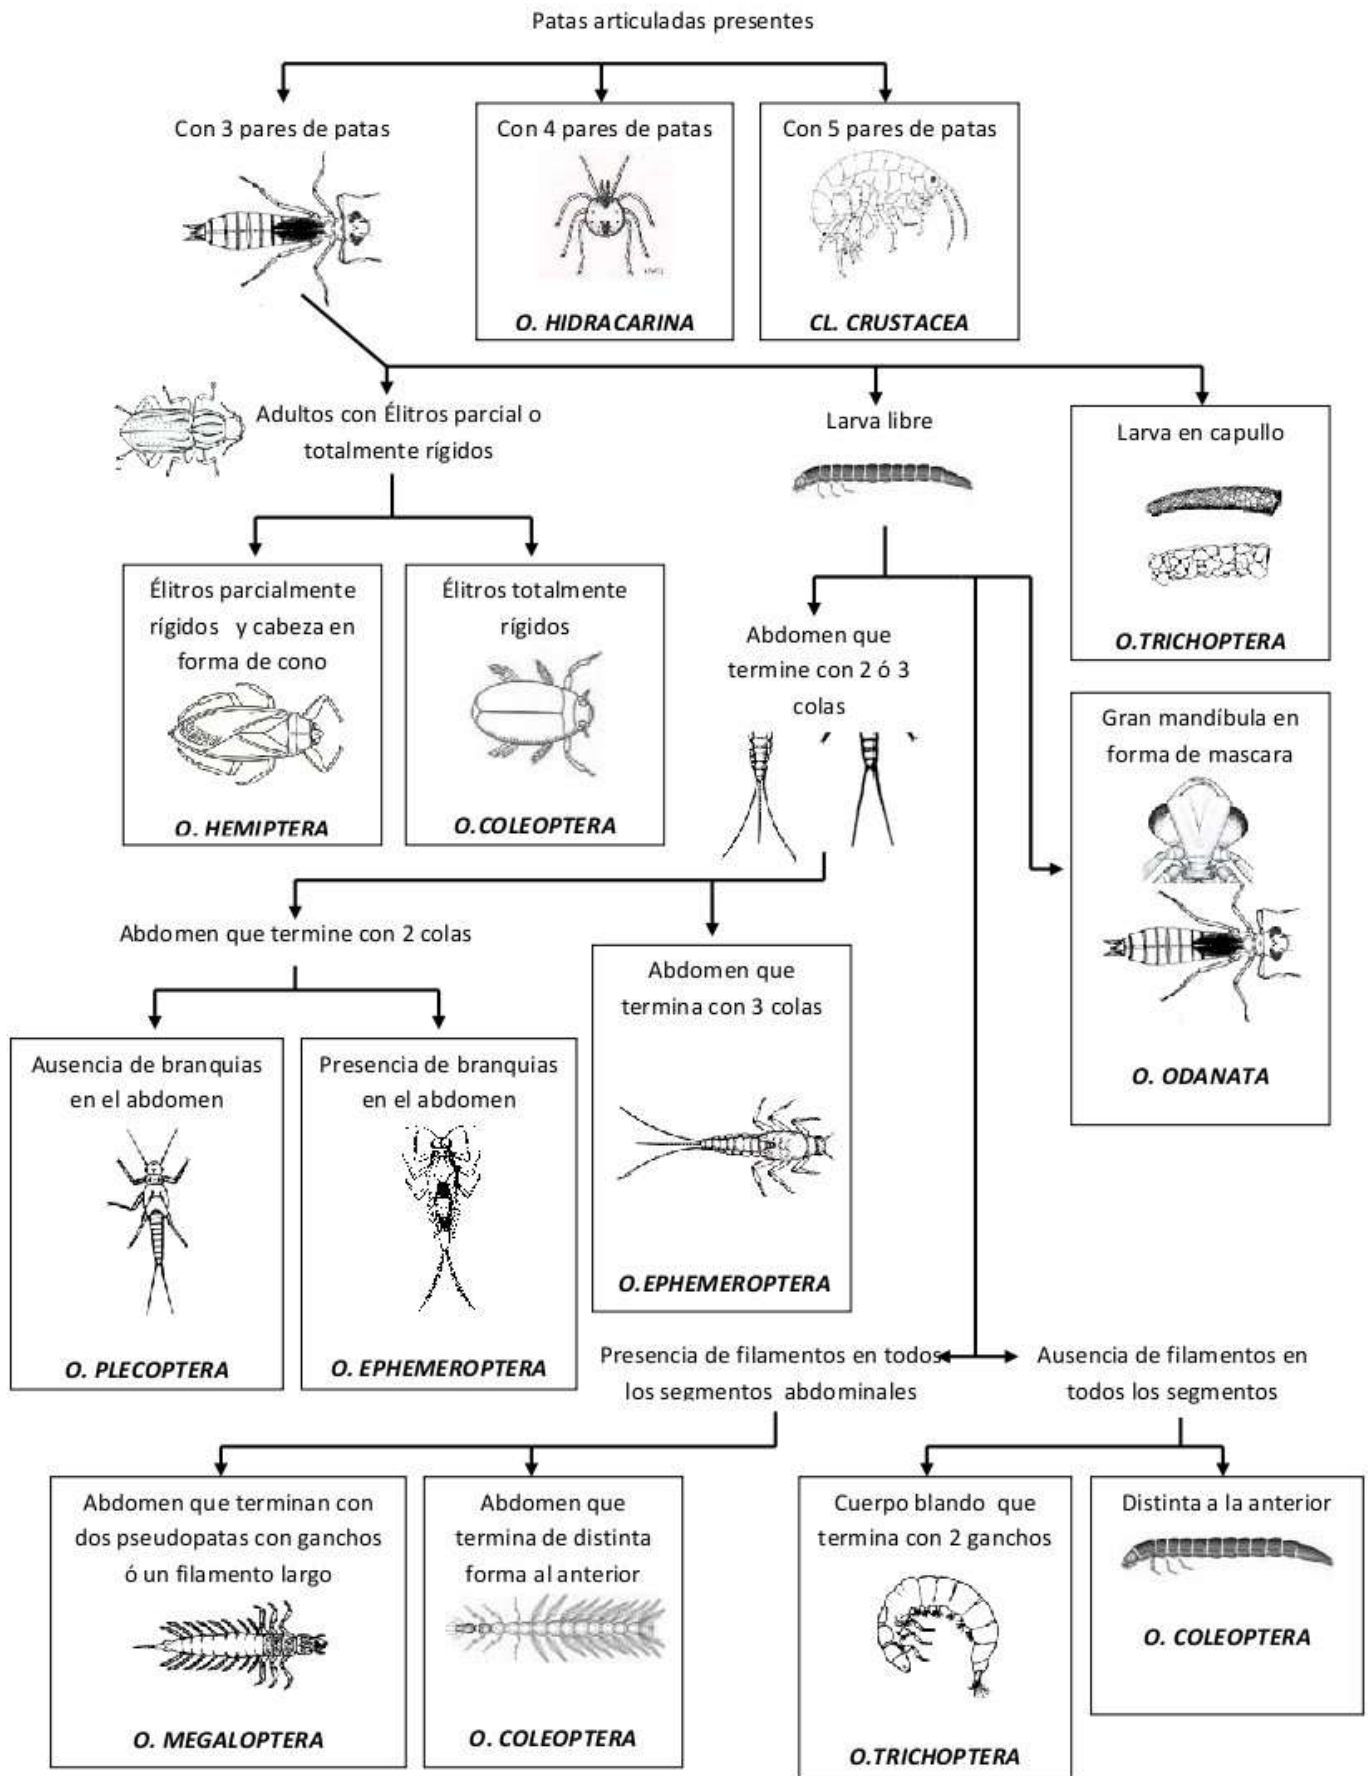 Patas articuladas presentes
Con 3 pares de patas
Con 4 pares de patas
O. HIDRACARINA
Con 5 pares de patas
CL. CRUSTACEA
Adultos con Élitros parcial o
totalmente rígidos
Larva libre
Larva en capullo
O.TRICHOPTERA
Élitros parcialmente
rígidos y cabeza en
forma de cono
O. HEMIPTERA
Élitros totalmente
rígidos
O.COLEOPTERA
Abdomen que
termine con 2 ó 3
colas
Gran mandíbula en
forma de mascara
O. ODANATA
Abdomen que termine con 2 colas
Abdomen que
termina con 3 colas
O.EPHEMEROPTERA
Ausencia de branquias
en el abdomen
O. PLECOPTERA
Presencia de branquias
en el abdomen
O. EPHEMEROPTERA
Presencia de filamentos en todos
los segmentos abdominales
Ausencia de filamentos en
todos los segmentos
Abdomen que terminan con
dos pseudopatas con ganchos
ó un filamento largo
O. MEGALOPTERA
Abdomen que
termina de distinta
forma al anterior
O. COLEOPTERA
Cuerpo blando que
termina con 2 ganchos
O.TRICHOPTERA
Distinta a la anterior
O. COLEOPTERA